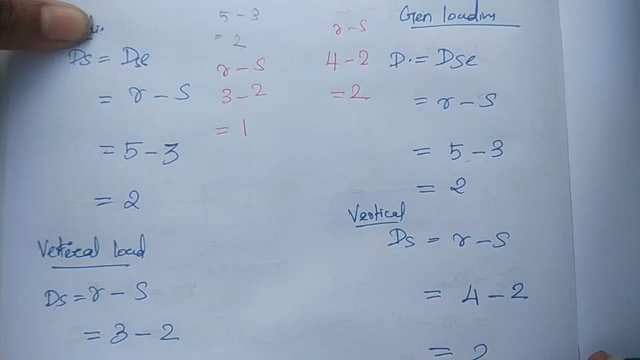 Ds = Dse
= r - S
= 5 - 3
= 2
Vertical load
Ds = r - S
= 3 - 2
5 - 3
= 2
r - S
3 - 2
= 1
r - S
4 - 2
= 2
Gen loading
D. = Dse
= r - S
= 5 - 3
= 2
Vertical
Ds = r - S
= 4 - 2
= 2